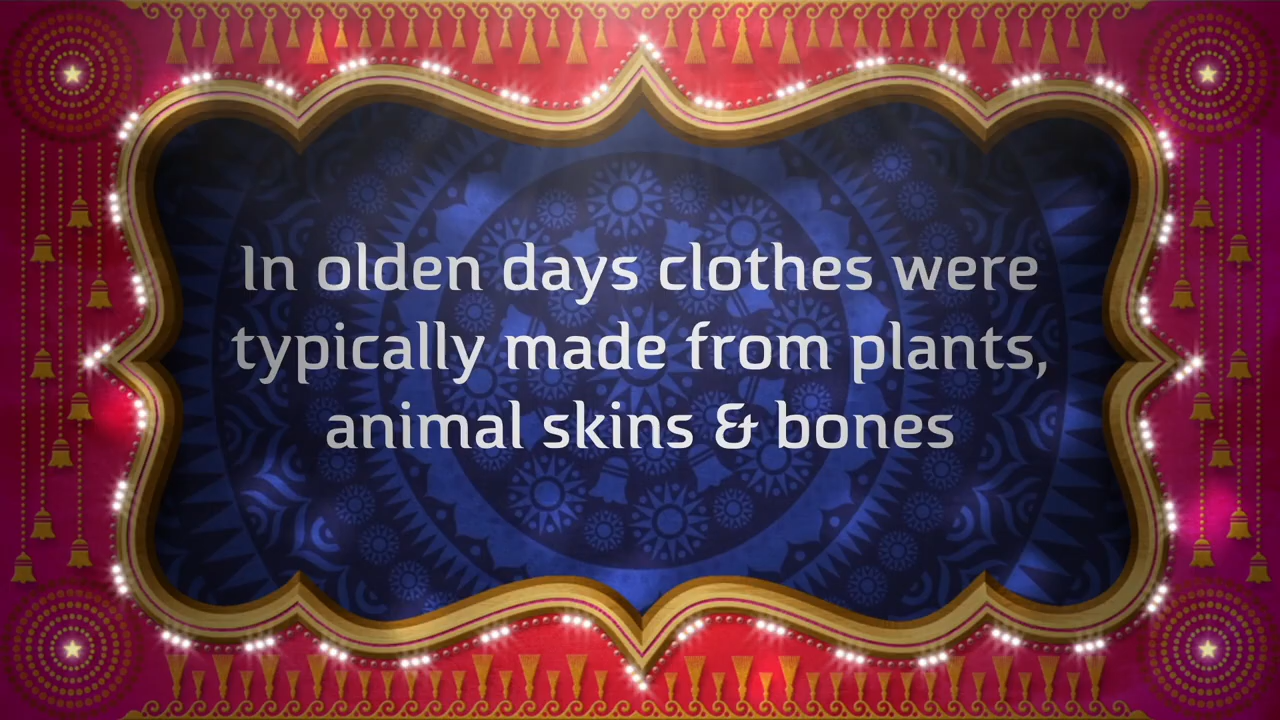 In olden days clothes were
typically made from plants,
animal skins & bones